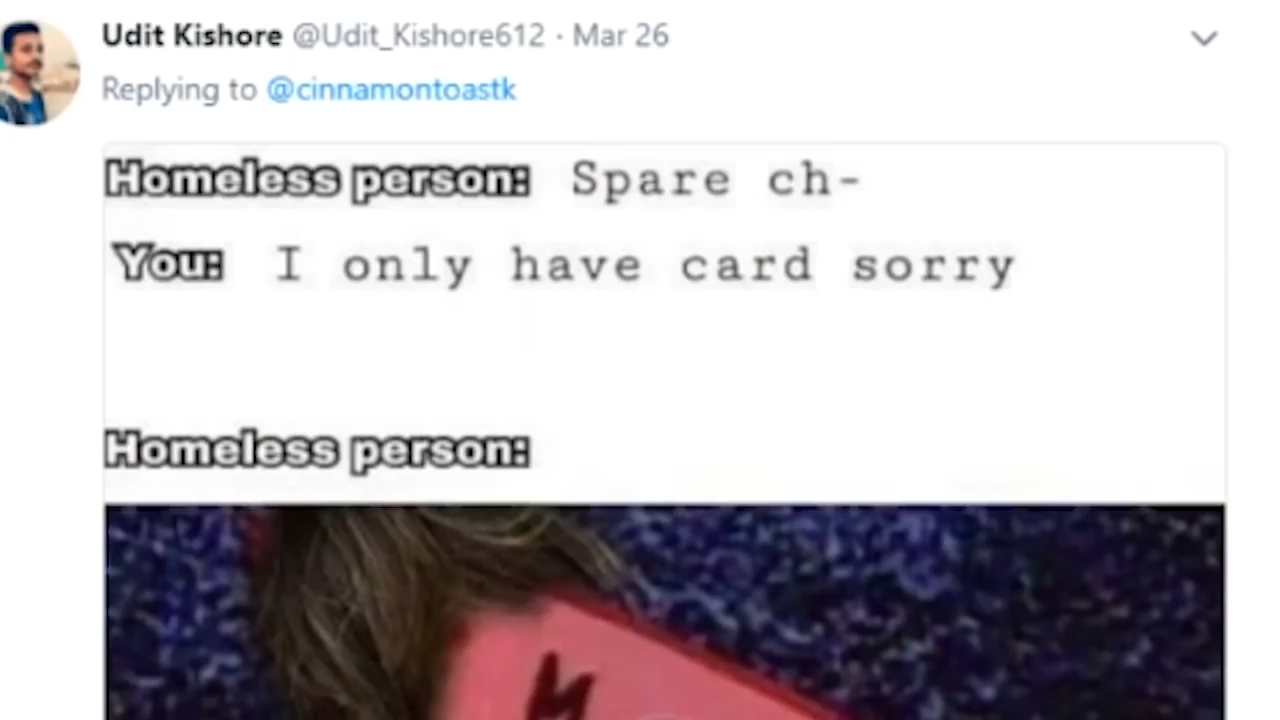 Udit Kishore @Udit_Kishore612 · Mar 26
Replying to @cinnamontoastk
Homeless person: Spare ch-
You: I only have card sorry
Homeless person: